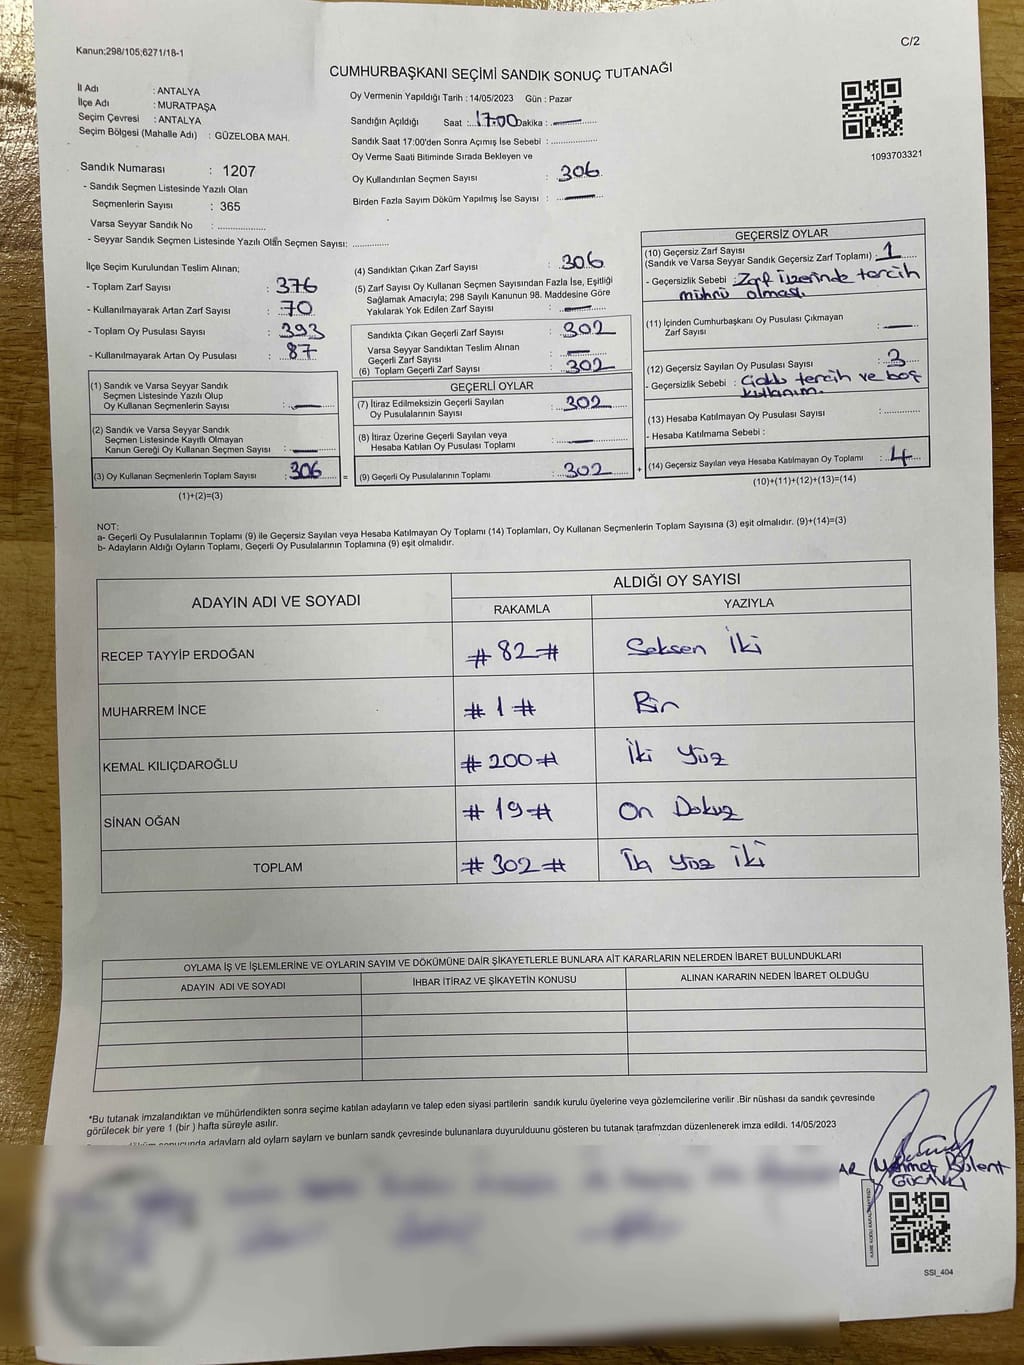 Kanun;298/105;6271/18-1
C/2
CUMHURBAŞKANI SEÇİMİ SANDIK SONUÇ TUTANAĞI
İl Adı : ANTALYA
İlçe Adı : MURATPAŞA
Seçim Çevresi : ANTALYA
Seçim Bölgesi (Mahalle Adı) : GÜZELOBA MAH.
Sandık Numarası : 1207
- Sandık Seçmen Listesinde Yazılı Olan
Seçmenlerin Sayısı : 365
Varsa Seyyar Sandık No : ..................
- Seyyar Sandık Seçmen Listesinde Yazılı Olan Seçmen Sayısı: .............
Oy Vermenin Yapıldığı Tarih : 14/05/2023 Gün : Pazar
Sandığın Açıldığı Saat : 17.00 Dakika : —
Sandık Saat 17:00'den Sonra Açımış İse Sebebi : ................
Oy Verme Saati Bitiminde Sırada Bekleyen ve
Oy Kullandırılan Seçmen Sayısı : 306
Birden Fazla Sayım Döküm Yapılmış İse Sayısı : —
1093703321
İlçe Seçim Kurulundan Teslim Alınan;
- Toplam Zarf Sayısı : 376
- Kullanılmayarak Artan Zarf Sayısı : 70
- Toplam Oy Pusulası Sayısı : 393
- Kullanılmayarak Artan Oy Pusulası : 87
(1) Sandık ve Varsa Seyyar Sandık
Seçmen Listesinde Yazılı Olup
Oy Kullanan Seçmenlerin Sayısı : —
(2) Sandık ve Varsa Seyyar Sandık
Seçmen Listesinde Kayıtlı Olmayan
Kanun Gereği Oy Kullanan Seçmen Sayısı : —
(3) Oy Kullanan Seçmenlerin Toplam Sayısı : 306 =
(1)+(2)=(3)
(4) Sandıktan Çıkan Zarf Sayısı : 306
(5) Zarf Sayısı Oy Kullanan Seçmen Sayısından Fazla İse, Eşitliği
Sağlamak Amacıyla; 298 Sayılı Kanunun 98. Maddesine Göre
Yakılarak Yok Edilen Zarf Sayısı : —
Sandıkta Çıkan Geçerli Zarf Sayısı : 302
Varsa Seyyar Sandıktan Teslim Alınan
Geçerli Zarf Sayısı : —
(6) Toplam Geçerli Zarf Sayısı : 302
GEÇERLİ OYLAR
(7) İtiraz Edilmeksizin Geçerli Sayılan
Oy Pusulalarının Sayısı : 302
(8) İtiraz Üzerine Geçerli Sayılan veya
Hesaba Katılan Oy Pusulası Toplamı : —
(9) Geçerli Oy Pusulalarının Toplamı : 302 +
GEÇERSİZ OYLAR
(10) Geçersiz Zarf Sayısı
(Sandık ve Varsa Seyyar Sandık Geçersiz Zarf Toplamı) : 1
- Geçersizlik Sebebi : Zarf üzerinde tercih
mührü olması
(11) İçinden Cumhurbaşkanı Oy Pusulası Çıkmayan
Zarf Sayısı : —
(12) Geçersiz Sayılan Oy Pusulası Sayısı : 3
- Geçersizlik Sebebi : Çoklu tercih ve boş
kullanım.
(13) Hesaba Katılmayan Oy Pusulası Sayısı : .............
- Hesaba Katılmama Sebebi :
(14) Geçersiz Sayılan veya Hesaba Katılmayan Oy Toplamı : 4
(10)+(11)+(12)+(13)=(14)
NOT:
a- Geçerli Oy Pusulalarının Toplamı (9) ile Geçersiz Sayılan veya Hesaba Katılmayan Oy Toplamı (14) Toplamları, Oy Kullanan Seçmenlerin Toplam Sayısına (3) eşit olmalıdır. (9)+(14)=(3)
b- Adayların Aldığı Oyların Toplamı, Geçerli Oy Pusulalarının Toplamına (9) eşit olmalıdır.
ADAYIN ADI VE SOYADI ALDIĞI OY SAYISI
RAKAMLA YAZIYLA
RECEP TAYYİP ERDOĞAN #82# Seksen İki
MUHARREM İNCE #1# Bir
KEMAL KILIÇDAROĞLU #200# İki Yüz
SİNAN OĞAN #19# On Dokuz
TOPLAM #302# Üç Yüz İki
OYLAMA İŞ VE İŞLEMLERİNE VE OYLARIN SAYIM VE DÖKÜMÜNE DAİR ŞİKAYETLERLE BUNLARA AİT KARARLARIN NELERDEN İBARET BULUNDUKLARI
ADAYIN ADI VE SOYADI İHBAR İTİRAZ VE ŞİKAYETİN KONUSU ALINAN KARARIN NEDEN İBARET OLDUĞU
*Bu tutanak imzalandıktan ve mühürlendikten sonra seçime katılan adayların ve talep eden siyasi partilerin sandık kurulu üyelerine veya gözlemcilerine verilir .Bir nüshası da sandık çevresinde
görülecek bir yere 1 (bir ) hafta süreyle asılır.
adayların ald oyların sayları ve bunların sandk çevresinde bulunanlara duyurulduunu gösteren bu tutanak tarafmzdan düzenlenerek imza edildi. 14/05/2023
AR Mehmet Bülent
SSI_404